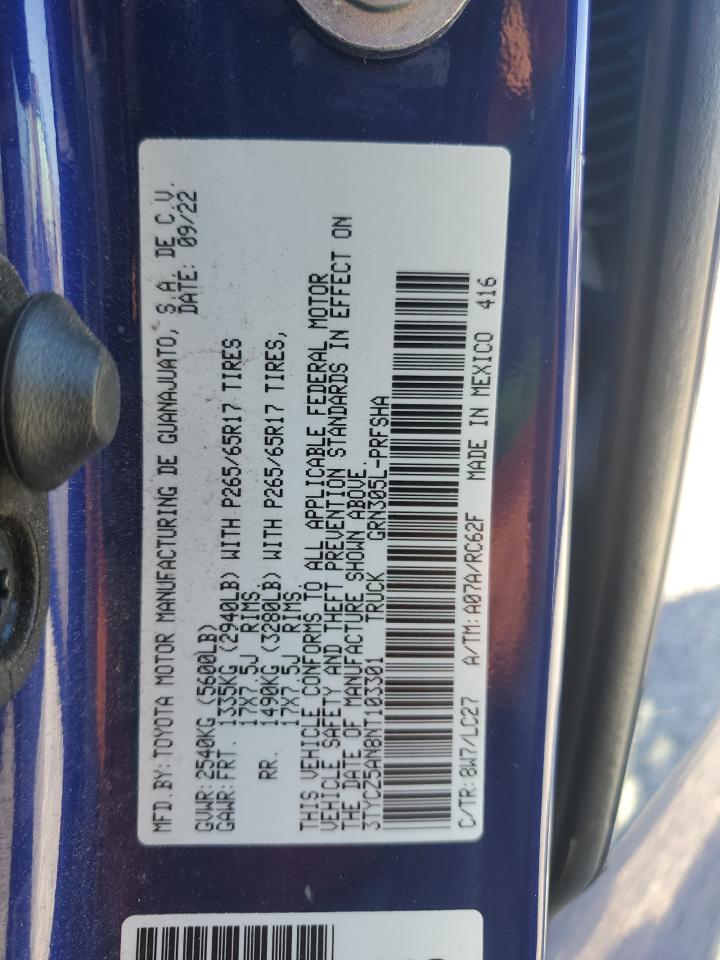 MFD.BY: TOYOTA MOTOR MANUFACTURING DE GUANAJUATO, S.A. DE C.V.
DATE: 09/22
GVWR: 2540KG (5600LB)
GAWR: FRT. 1335KG (2940LB) WITH P265/65R17 TIRES
17X7.5J RIMS
RR. 1490KG (3280LB) WITH P265/65R17 TIRES,
17X7.5J RIMS
THIS VEHICLE CONFORMS TO ALL APPLICABLE FEDERAL MOTOR
VEHICLE SAFETY AND THEFT PREVENTION STANDARDS IN EFFECT ON
THE DATE OF MANUFACTURE SHOWN ABOVE.
3TYCZ5AN8NT103301 TRUCK GRN305L-PRFSHA
C/TR: 8W7/LC27 A/TM: A07A/RC62F MADE IN MEXICO 416